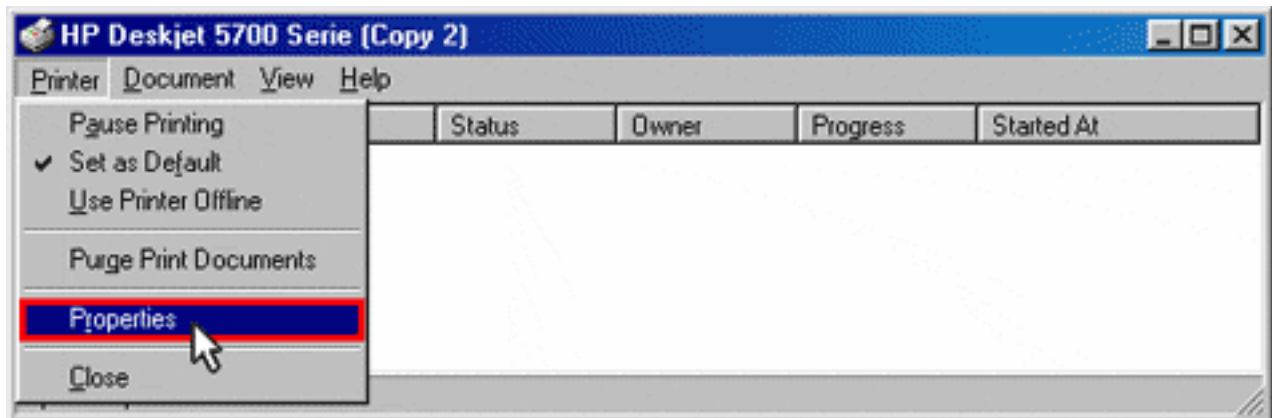 HP Deskjet 5700 Serie (Copy 2)
Printer Document View Help
Status Owner Progress Started At
Pause Printing
Set as Default
Use Printer Offline
Purge Print Documents
Properties
Close